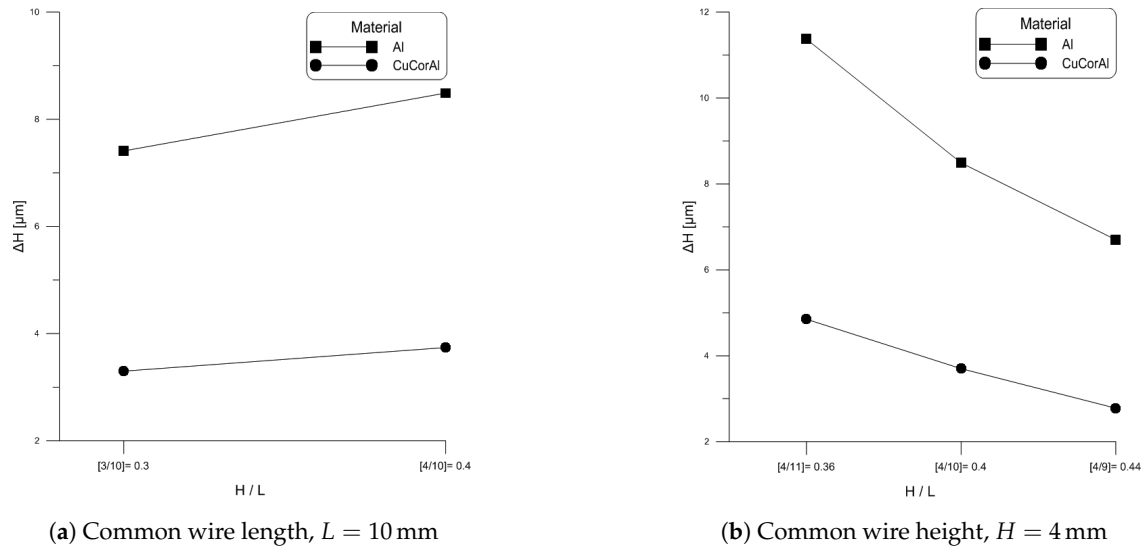 10
8
6
4
2
ΔH [µm]
Material
Al
CuCorAl
[3/10]= 0.3
[4/10]= 0.4
H / L
(a) Common wire length, L = 10 mm
12
10
8
6
4
2
ΔH [µm]
Material
Al
CuCorAl
[4/11]= 0.36
[4/10]= 0.4
[4/9]= 0.44
H / L
(b) Common wire height, H = 4 mm